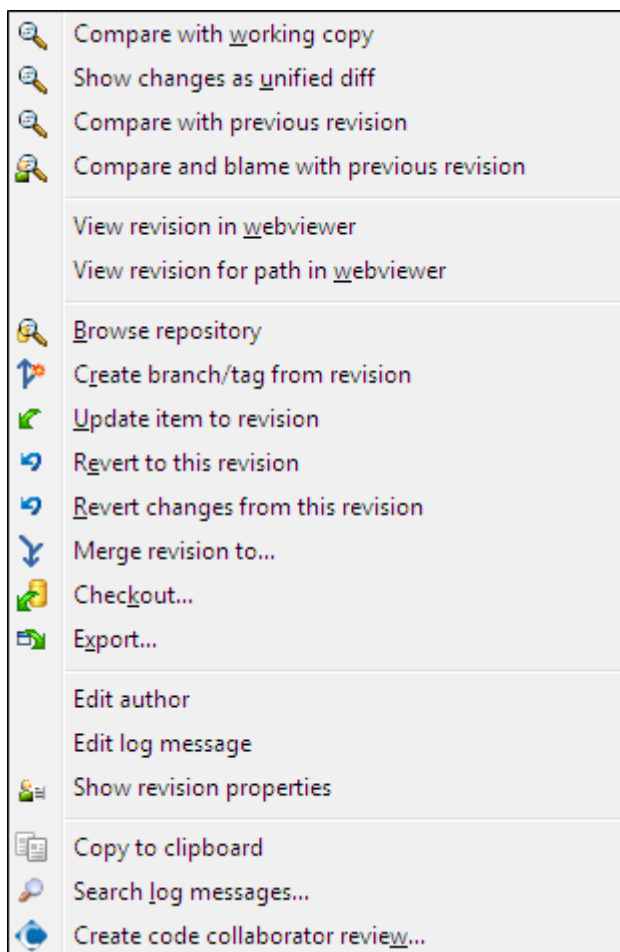 Compare with working copy
Show changes as unified diff
Compare with previous revision
Compare and blame with previous revision
View revision in webviewer
View revision for path in webviewer
Browse repository
Create branch/tag from revision
Update item to revision
Revert to this revision
Revert changes from this revision
Merge revision to...
Checkout...
Export...
Edit author
Edit log message
Show revision properties
Copy to clipboard
Search log messages...
Create code collaborator review...